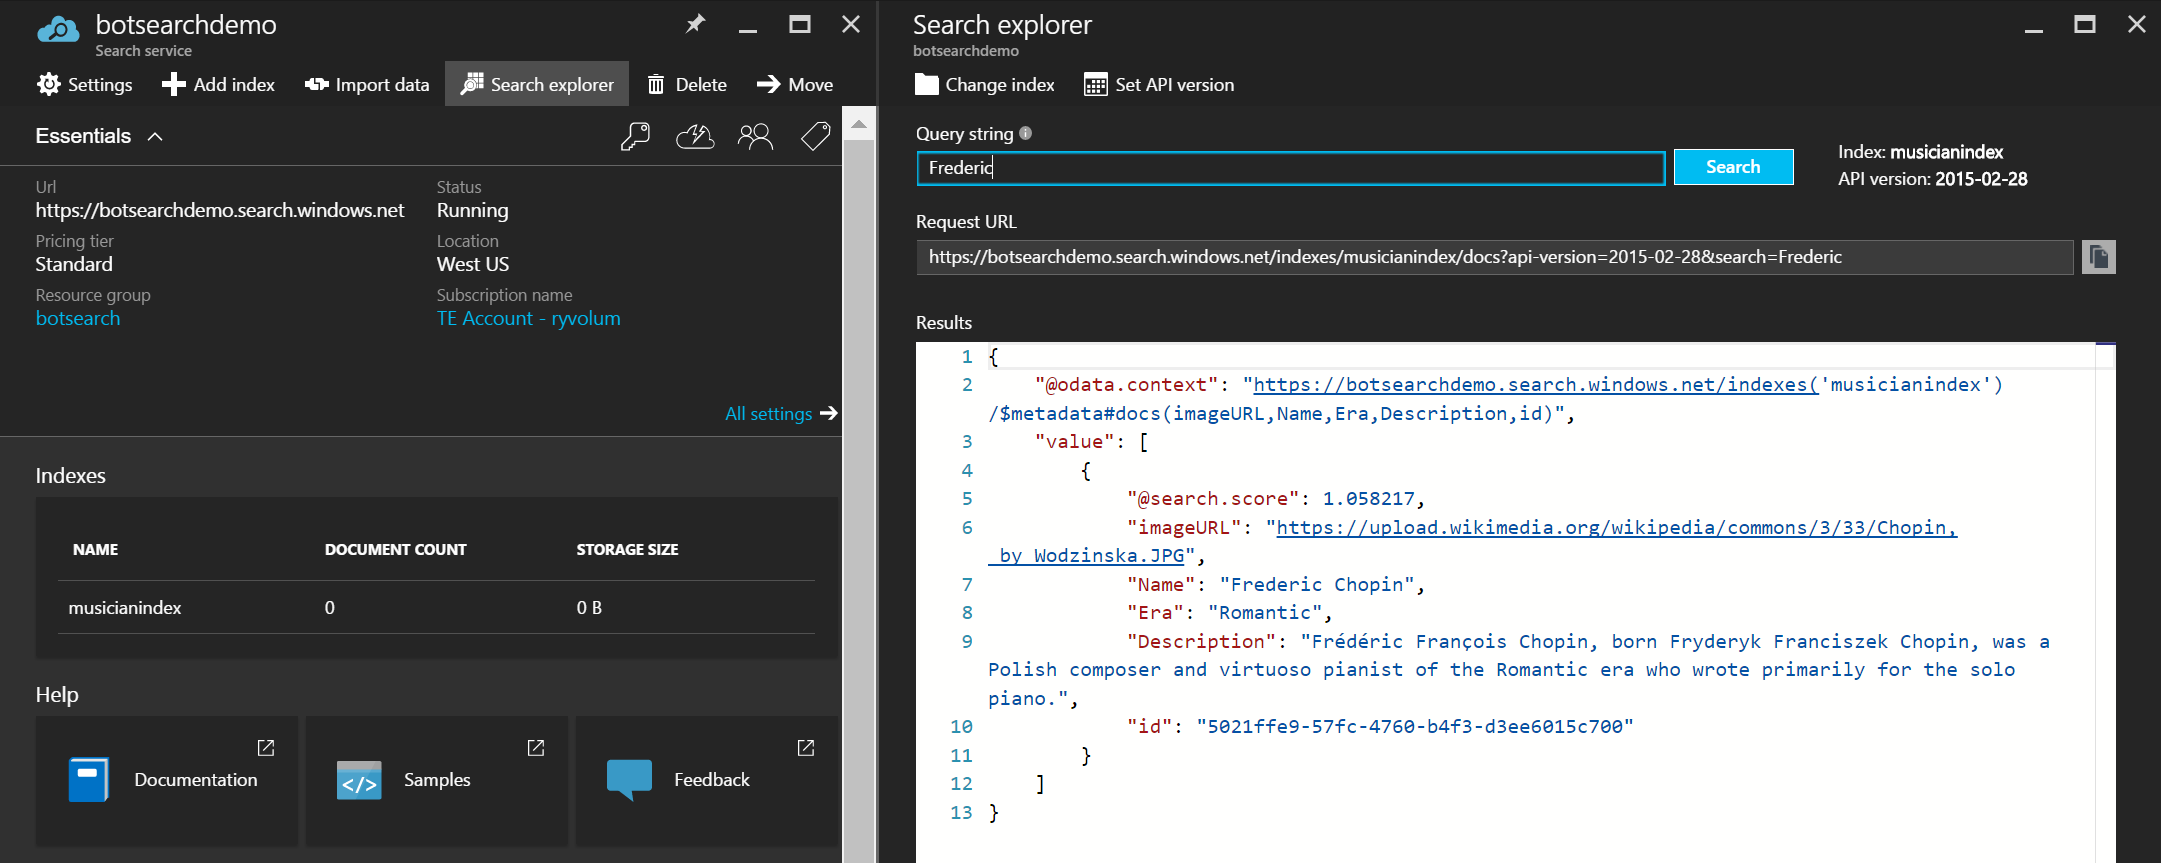 botsearchdemo
Search service
Settings
Add index
Import data
Search explorer
Delete
Move
Essentials
Url
https://botsearchdemo.search.windows.net
Status
Running
Pricing tier
Standard
Location
West US
Resource group
botsearch
Subscription name
TE Account - ryvolum
All settings
Indexes
NAME DOCUMENT COUNT STORAGE SIZE
musicianindex 0 0 B
Help
Documentation
</>
Samples
Feedback
Search explorer
botsearchdemo
Change index
Set API version
Query string
Frederic
Search
Index: musicianindex
API version: 2015-02-28
Request URL
https://botsearchdemo.search.windows.net/indexes/musicianindex/docs?api-version=2015-02-28&search=Frederic
Results
1 {
2 "@odata.context": "https://botsearchdemo.search.windows.net/indexes('musicianindex')
/$metadata#docs(imageURL,Name,Era,Description,id)",
3 "value": [
4 {
5 "@search.score": 1.058217,
6 "imageURL": "https://upload.wikimedia.org/wikipedia/commons/3/33/Chopin,
_by_Wodzinska.JPG",
7 "Name": "Frederic Chopin",
8 "Era": "Romantic",
9 "Description": "Frédéric François Chopin, born Fryderyk Franciszek Chopin, was a
Polish composer and virtuoso pianist of the Romantic era who wrote primarily for the solo
piano.",
10 "id": "5021ffe9-57fc-4760-b4f3-d3ee6015c700"
11 }
12 ]
13 }